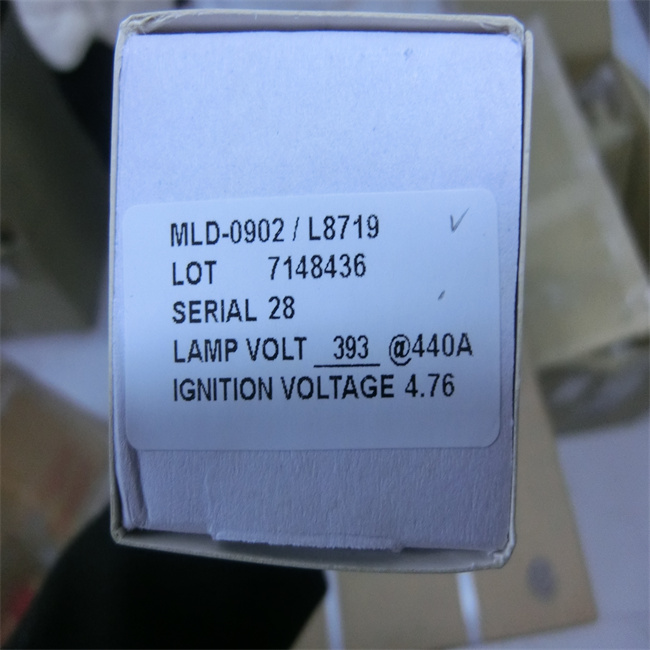 MLD-0902 / L8719
LOT 7148436
SERIAL 28
LAMP VOLT 393 @440A
IGNITION VOLTAGE 4.76